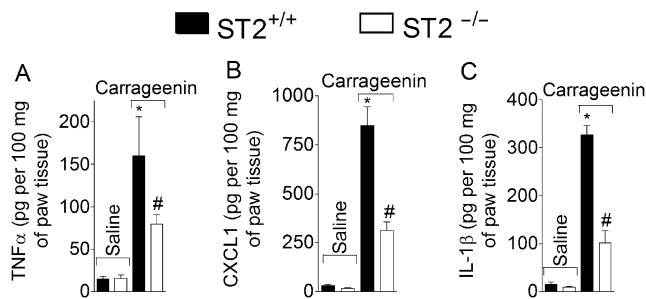 ST2+/+ ST2 −/−
A
Carrageenin
TNFα (pg per 100 mg
of paw tissue)
200
150
100
50
0
Saline
*
#
B
Carrageenin
CXCL1 (pg per 100 mg
of paw tissue)
1000
750
500
250
0
Saline
*
#
C
Carrageenin
IL-1β (pg per 100 mg
of paw tissue)
400
300
200
100
0
Saline
*
#